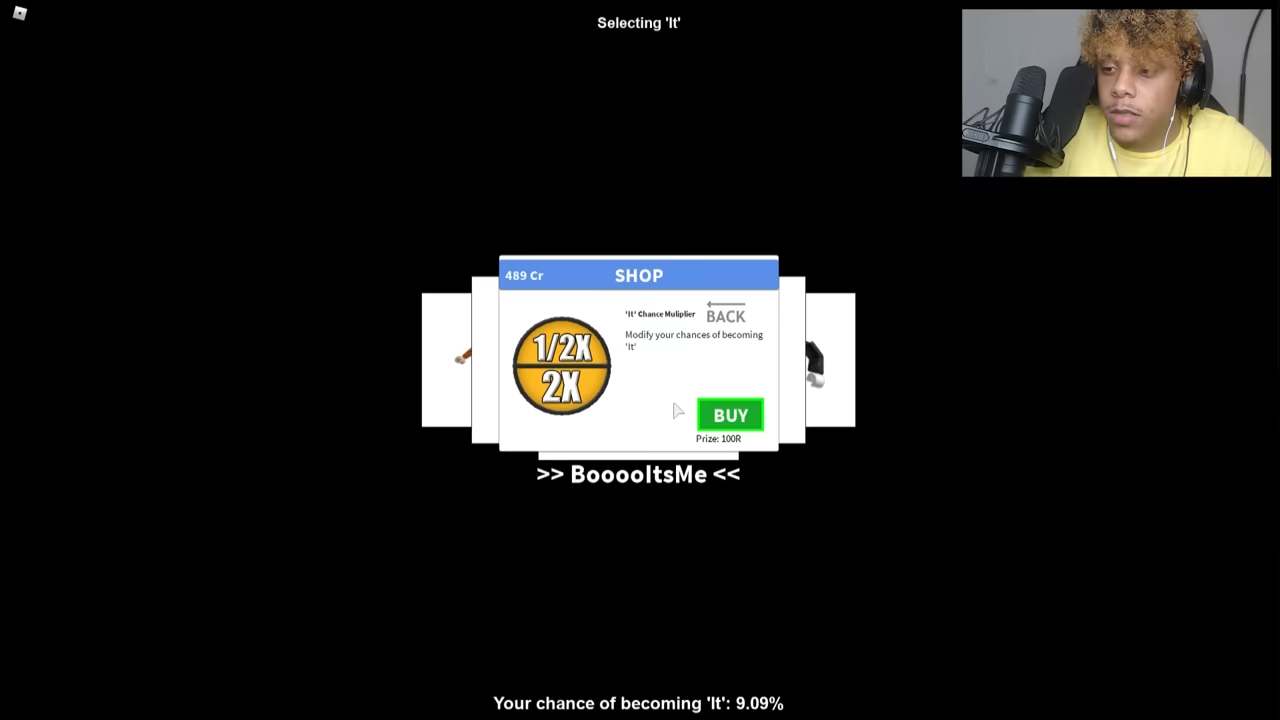 Selecting 'It'
489 Cr
SHOP
'It' Chance Muliplier
BACK
Modify your chances of becoming
'It'
1/2X
2X
BUY
Prize: 100R
>> BooooItsMe <<
Your chance of becoming 'It': 9.09%